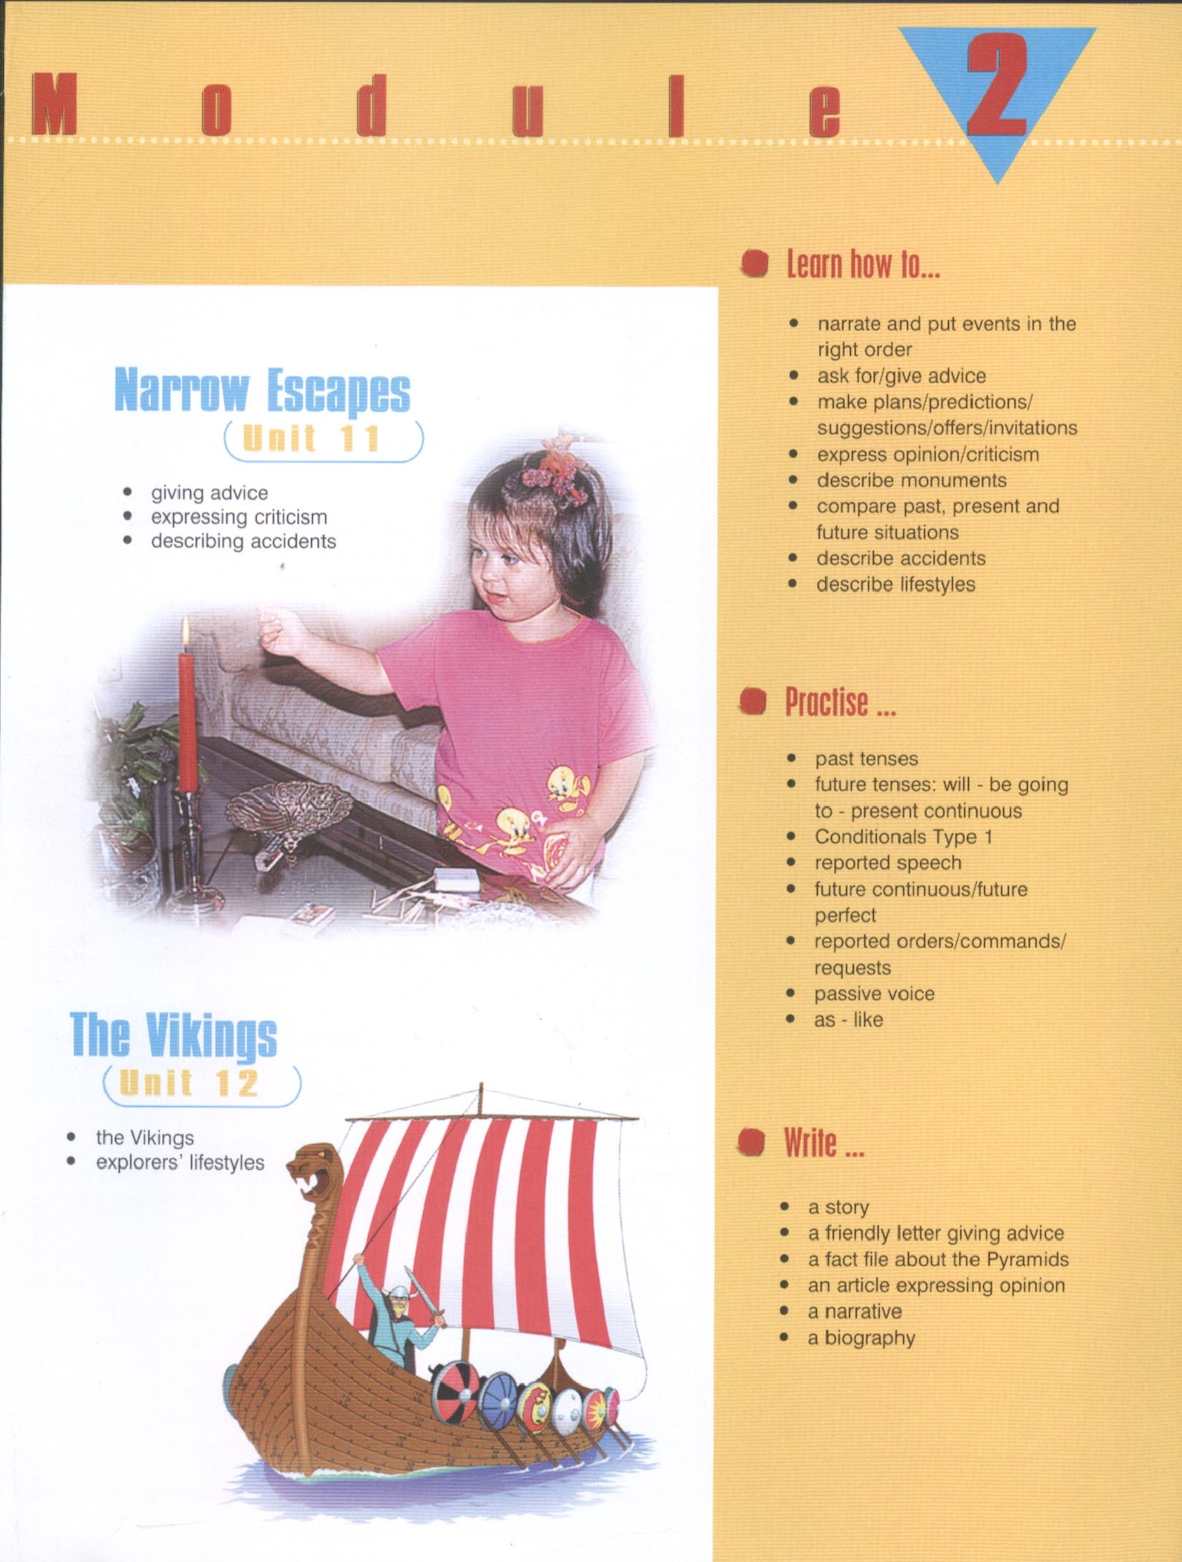 Module 2
Narrow Escapes
Unit 11
• giving advice
• expressing criticism
• describing accidents
The Vikings
Unit 12
• the Vikings
• explorers' lifestyles
Learn how to...
• narrate and put events in the
right order
• ask for/give advice
• make plans/predictions/
suggestions/offers/invitations
• express opinion/criticism
• describe monuments
• compare past, present and
future situations
• describe accidents
• describe lifestyles
Practise ...
• past tenses
• future tenses: will - be going
to - present continuous
• Conditionals Type 1
• reported speech
• future continuous/future
perfect
• reported orders/commands/
requests
• passive voice
• as - like
Write ...
• a story
• a friendly letter giving advice
• a fact file about the Pyramids
• an article expressing opinion
• a narrative
• a biography